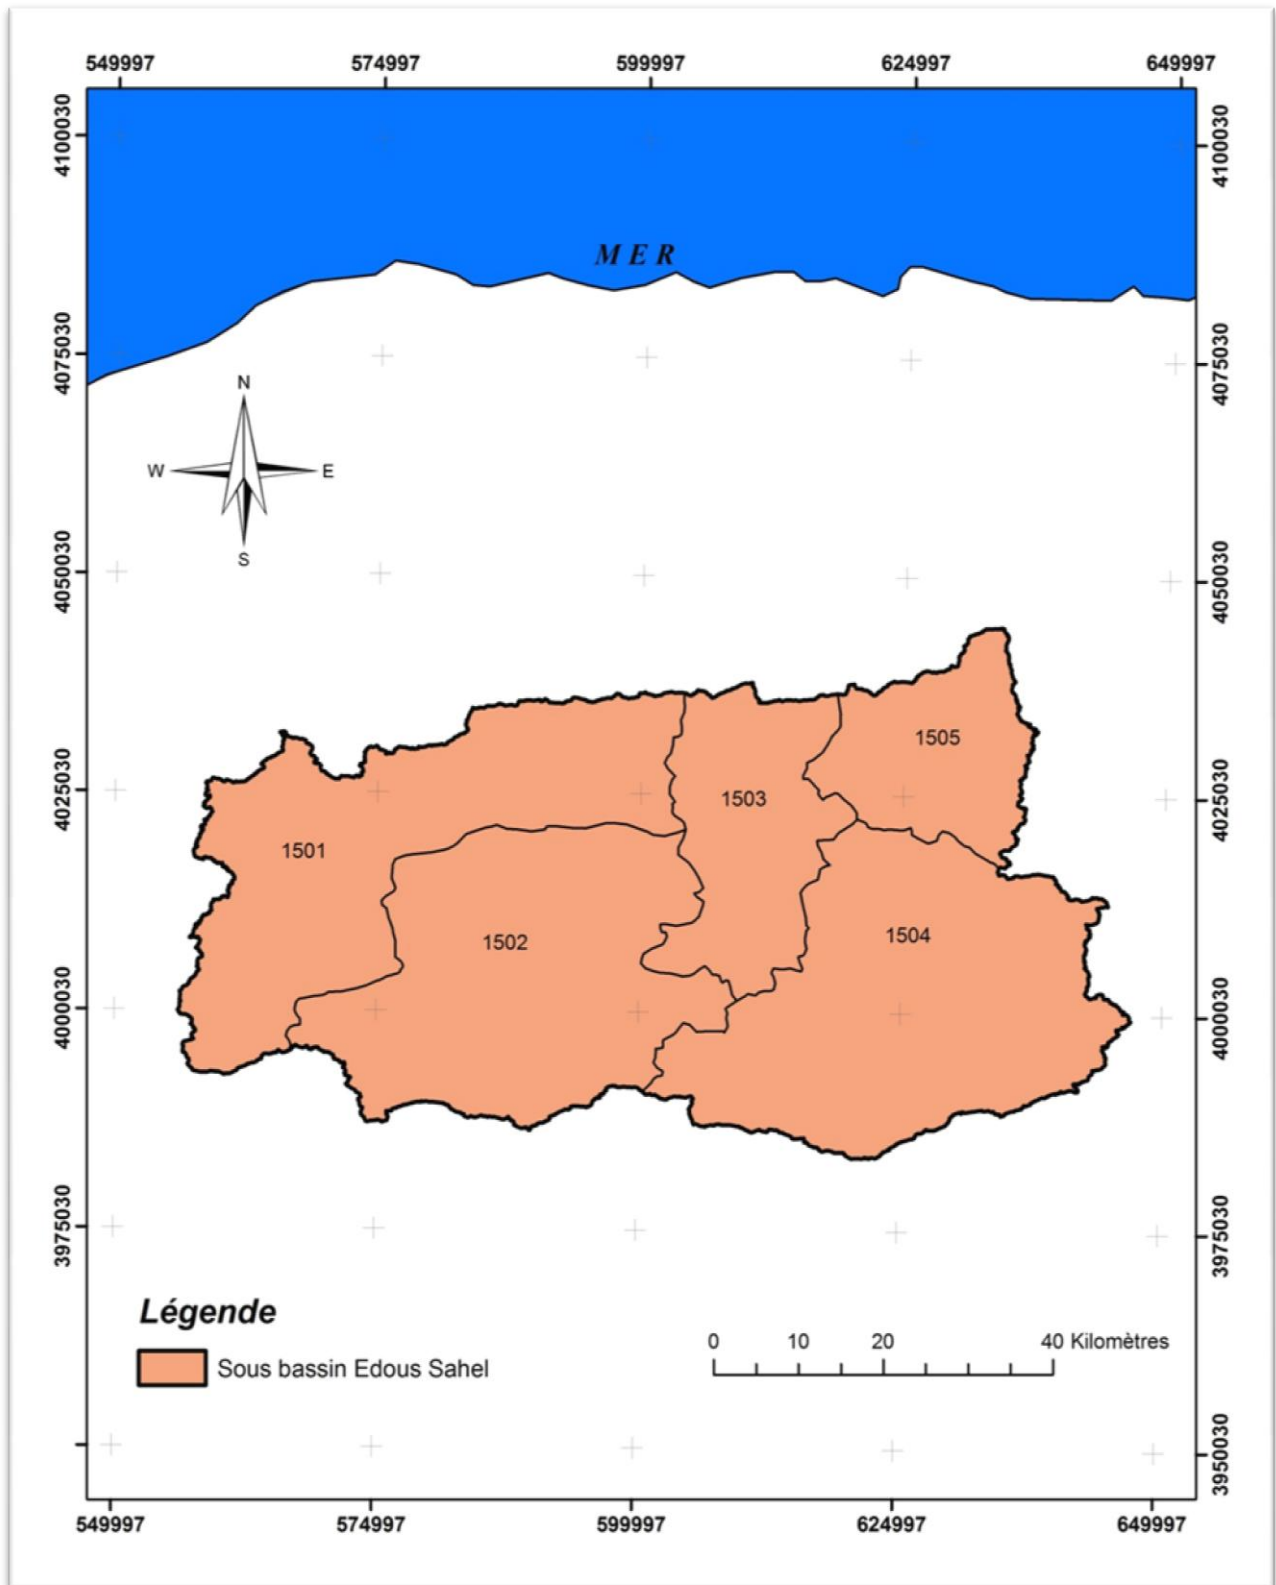 549997 574997 599997 624997 649997
4100030 4100030
MER
4075030 4075030
N
W E
S
4050030 4050030
1505
4025030 1503 4025030
1501
1502 1504
4000030 4000030
3975030 3975030
Légende
0 10 20 40 Kilomètres
Sous bassin Edous Sahel
3950030
549997 574997 599997 624997 649997